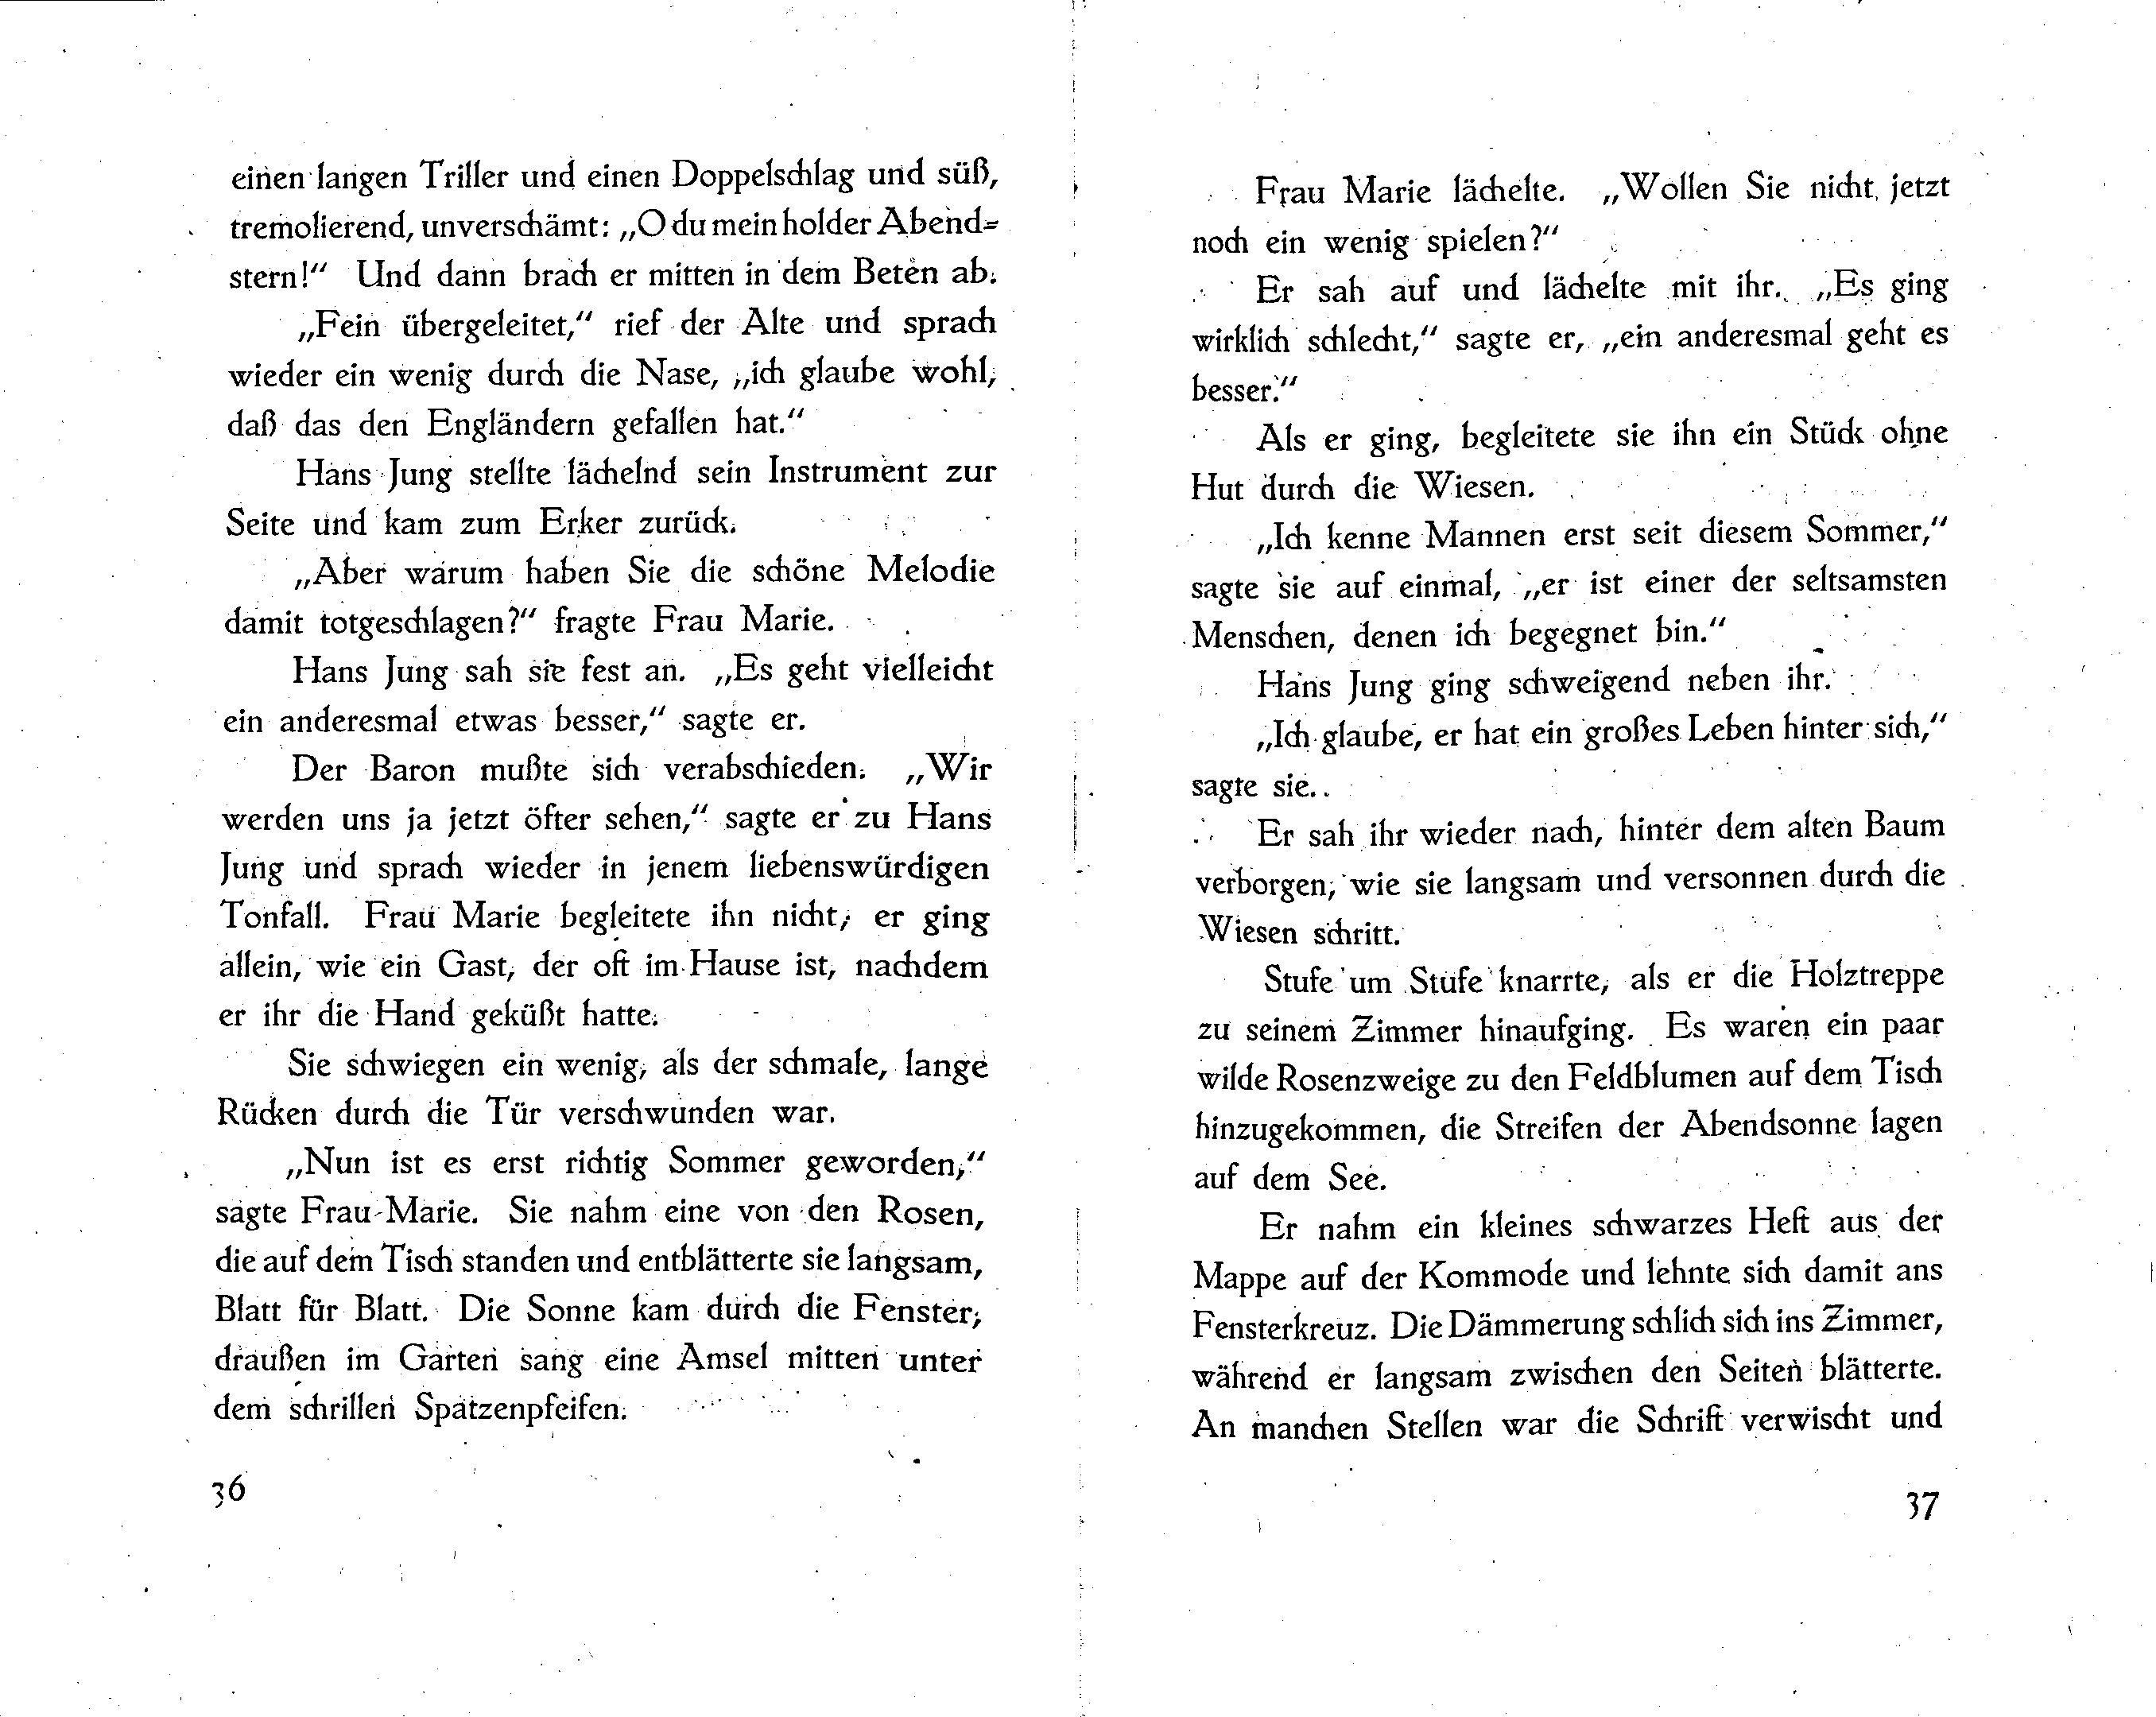 einen langen Triller und einen Doppelschlag und süß,
tremolierend, unverschämt: „O du mein holder Abend-
stern!“ Und dann brach er mitten in dem Beten ab.
„Fein übergeleitet,“ rief der Alte und sprach
wieder ein wenig durch die Nase, „ich glaube wohl,
daß das den Engländern gefallen hat.“
Hans Jung stellte lächelnd sein Instrument zur
Seite und kam zum Erker zurück.
„Aber warum haben Sie die schöne Melodie
damit totgeschlagen?“ fragte Frau Marie.
Hans Jung sah sie fest an. „Es geht vielleicht
ein anderesmal etwas besser,“ sagte er.
Der Baron mußte sich verabschieden. „Wir
werden uns ja jetzt öfter sehen,“ sagte er zu Hans
Jung und sprach wieder in jenem liebenswürdigen
Tonfall. Frau Marie begleitete ihn nicht; er ging
allein, wie ein Gast, der oft im Hause ist, nachdem
er ihr die Hand geküßt hatte.
Sie schwiegen ein wenig, als der schmale, lange
Rücken durch die Tür verschwunden war.
„Nun ist es erst richtig Sommer geworden,“
sagte Frau Marie. Sie nahm eine von den Rosen,
die auf dem Tisch standen und entblätterte sie langsam,
Blatt für Blatt. Die Sonne kam durch die Fenster;
draußen im Garten sang eine Amsel mitten unter
dem schrillen Spatzenpfeifen.
36
Frau Marie lächelte. „Wollen Sie nicht jetzt
noch ein wenig spielen?“
Er sah auf und lächelte mit ihr. „Es ging
wirklich schlecht,“ sagte er, „ein anderesmal geht es
besser.“
Als er ging, begleitete sie ihn ein Stück ohne
Hut durch die Wiesen.
„Ich kenne Mannen erst seit diesem Sommer,“
sagte sie auf einmal, „er ist einer der seltsamsten
Menschen, denen ich begegnet bin.“
Hans Jung ging schweigend neben ihr.
„Ich glaube, er hat ein großes Leben hinter sich,“
sagte sie.
Er sah ihr wieder nach, hinter dem alten Baum
verborgen, wie sie langsam und versonnen durch die
Wiesen schritt.
Stufe um Stufe knarrte, als er die Holztreppe
zu seinem Zimmer hinaufging. Es waren ein paar
wilde Rosenzweige zu den Feldblumen auf dem Tisch
hinzugekommen, die Streifen der Abendsonne lagen
auf dem See.
Er nahm ein kleines schwarzes Heft aus der
Mappe auf der Kommode und lehnte sich damit ans
Fensterkreuz. Die Dämmerung schlich sich ins Zimmer,
während er langsam zwischen den Seiten blätterte.
An manchen Stellen war die Schrift verwischt und
37